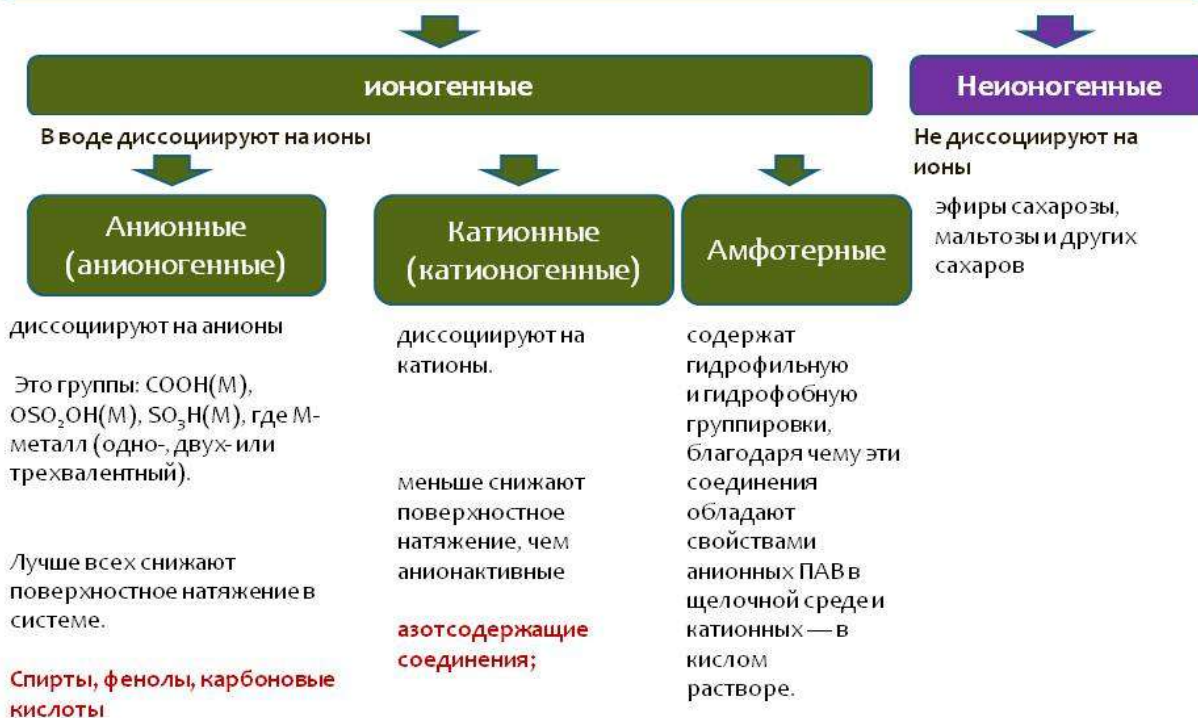 ионогенные
Неионогенные
В воде диссоциируют на ионы
Не диссоциируют на
ионы
эфиры сахарозы,
мальтозы и других
сахаров
Анионные
(анионогенные)
диссоциируют на анионы
Это группы: COOH(M),
OSO₂OH(M), SO₃H(M), где М-
металл (одно-, двух- или
трехвалентный).
Лучше всех снижают
поверхностное натяжение в
системе.
Спирты, фенолы, карбоновые
кислоты
Катионные
(катионогенные)
диссоциируют на
катионы.
меньше снижают
поверхностное
натяжение, чем
анионактивные
азотсодержащие
соединения;
Амфотерные
содержат
гидрофильную
и гидрофобную
группировки,
благодаря чему эти
соединения
обладают
свойствами
анионных ПАВ в
щелочной среде и
катионных — в
кислом
растворе.